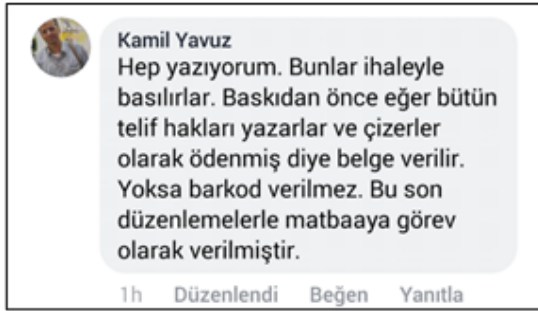 Kamil Yavuz
Hep yazıyorum. Bunlar ihaleyle
basılırlar. Baskıdan önce eğer bütün
telif hakları yazarlar ve çizerler
olarak ödenmiş diye belge verilir.
Yoksa barkod verilmez. Bu son
düzenlemelerle matbaaya görev
olarak verilmiştir.
1h Düzenlendi Beğen Yanıtla